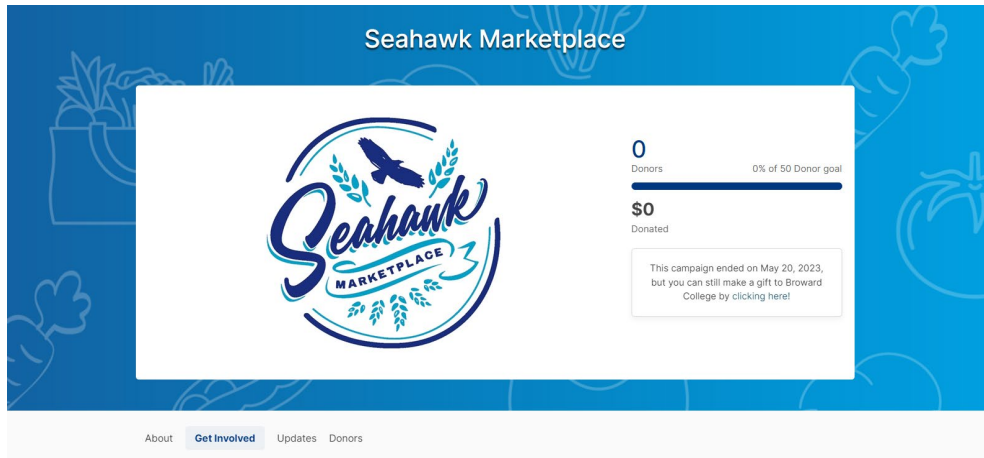 Seahawk Marketplace
Seahawk
MARKETPLACE
0
Donors 0% of 50 Donor goal
$0
Donated
This campaign ended on May 20, 2023,
but you can still make a gift to Broward
College by clicking here!
About Get Involved Updates Donors